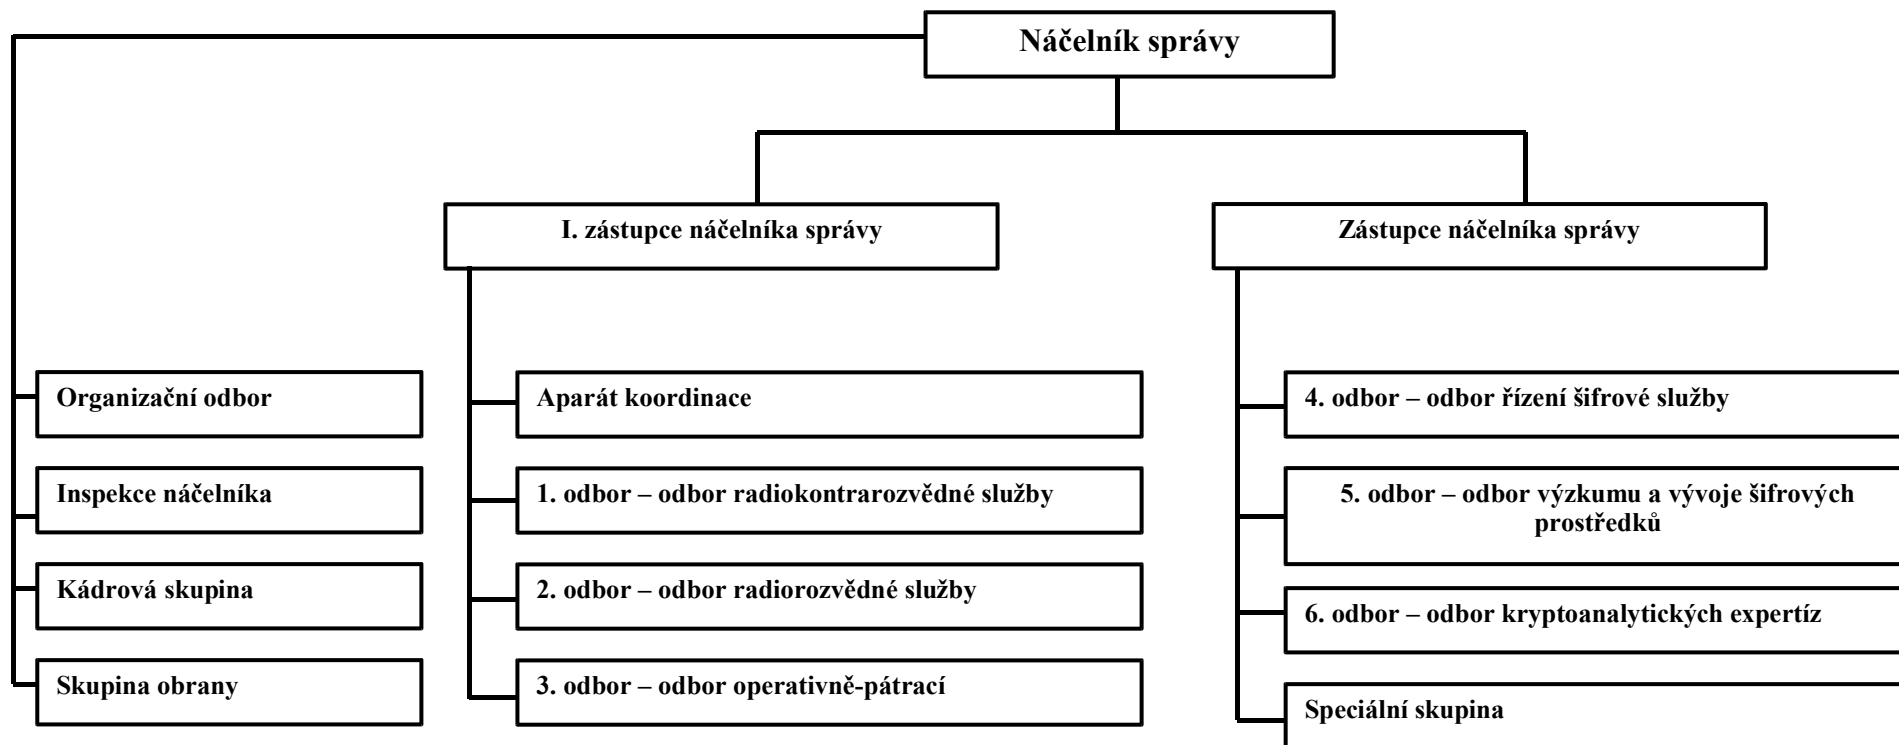 Náčelník správy
I. zástupce náčelníka správy
Zástupce náčelníka správy
Organizační odbor
Inspekce náčelníka
Kádrová skupina
Skupina obrany
Aparát koordinace
1. odbor – odbor radiokontrarozvědné služby
2. odbor – odbor radiorozvědné služby
3. odbor – odbor operativně-pátrací
4. odbor – odbor řízení šifrové služby
5. odbor – odbor výzkumu a vývoje šifrových
prostředků
6. odbor – odbor kryptoanalytických expertíz
Speciální skupina